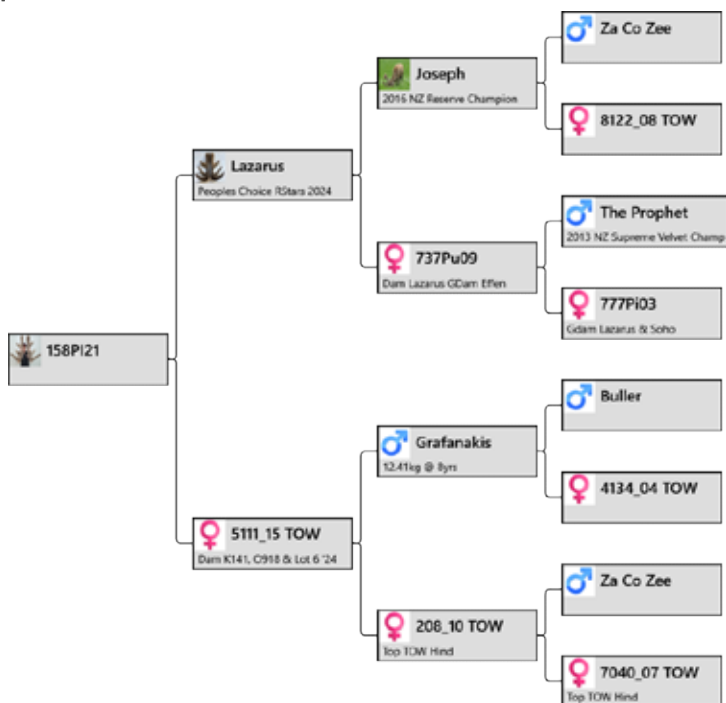 Za Co Zee
Joseph
2016 NZ Reserve Champion
8122_08 TOW
Lazarus
Peoples Choice RStars 2024
The Prophet
2013 NZ Supreme Velvet Champ
737Pu09
Dam Lazarus GDam Effen
777Pi03
Gdam Lazarus & Soho
158PI21
Buller
Grafanakis
12.41kg @ 8yrs
4134_04 TOW
5111_15 TOW
Dam K141, O918 & Lot 6 '24
Za Co Zee
208_10 TOW
Top TOW Hind
7040_07 TOW
Top TOW Hind